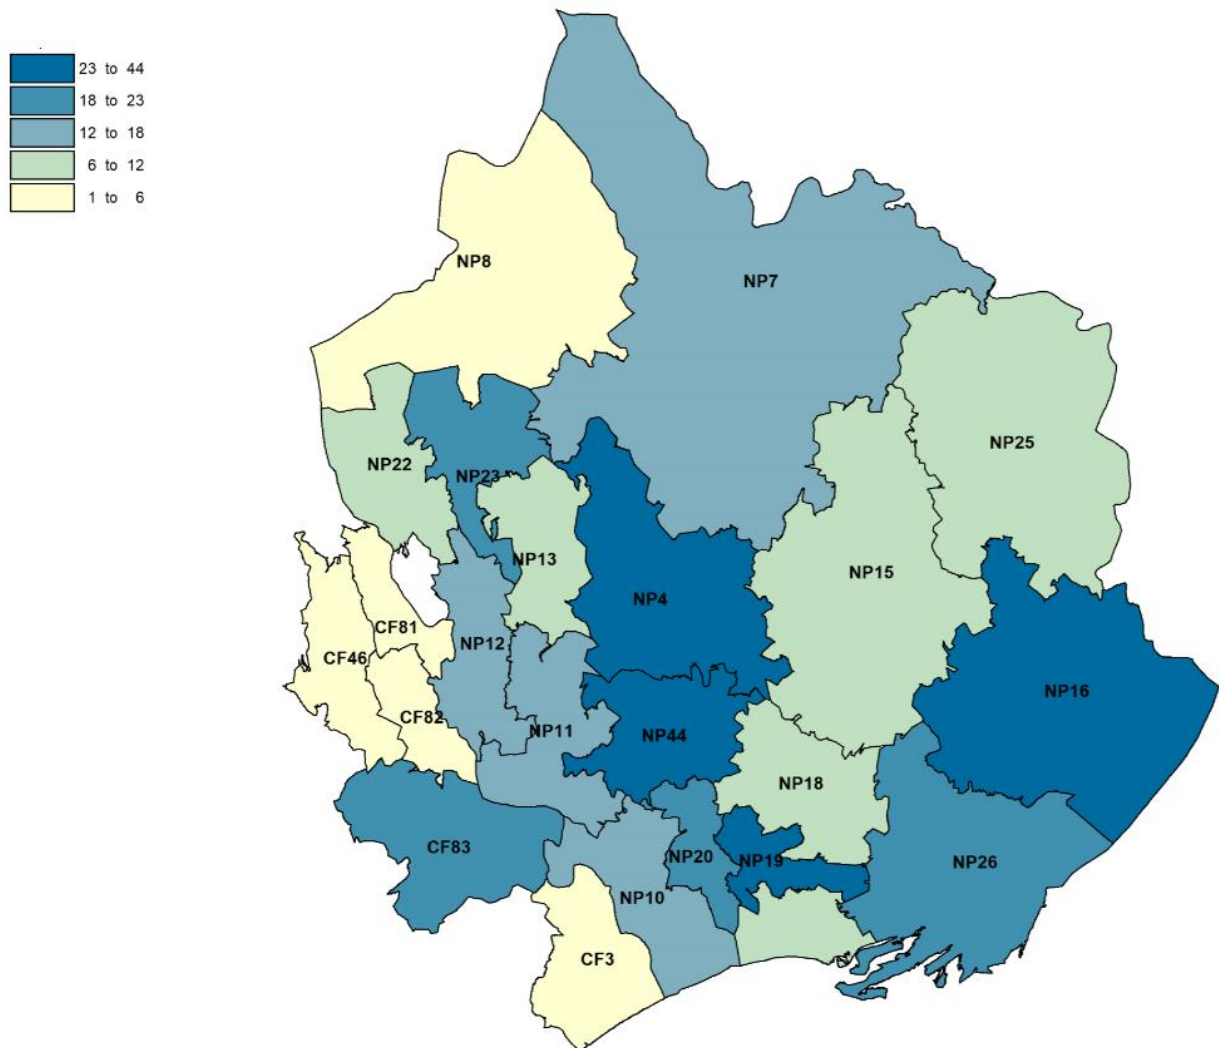 23 to 44
18 to 23
12 to 18
6 to 12
1 to 6
NP8
NP7
NP25
NP22
NP23
NP13
NP15
NP4
CF81
NP12
CF46
NP16
CF82
NP11
NP44
NP18
CF83
NP20
NP19
NP26
NP10
CF3